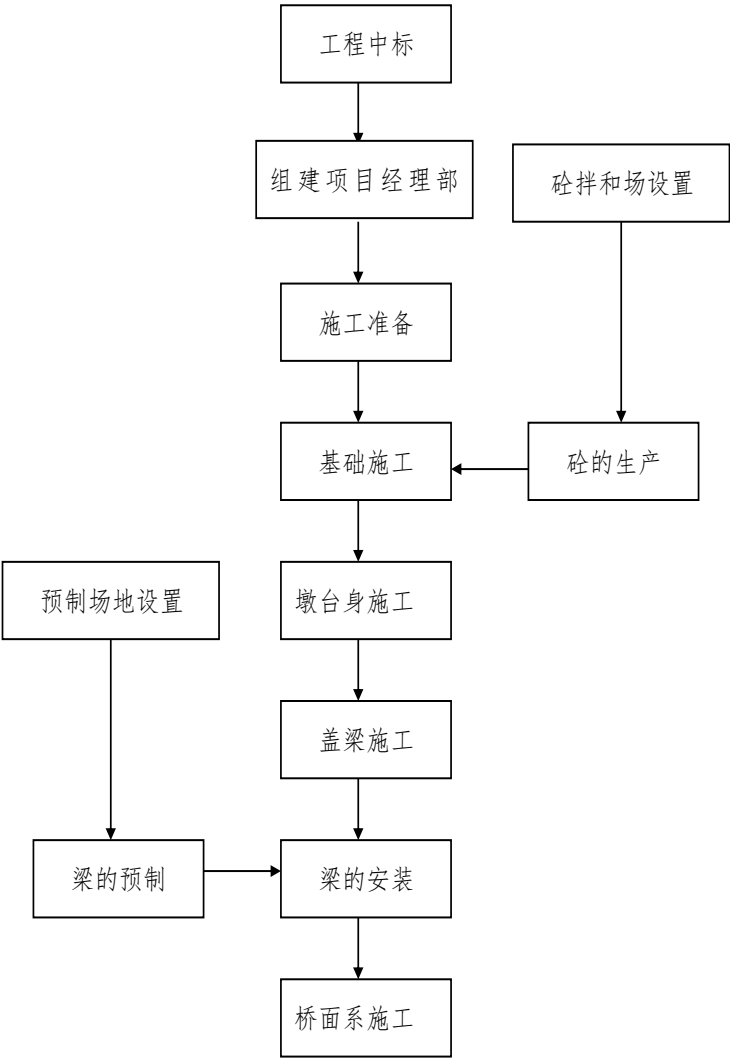 工程中标
组建项目经理部
砼拌和场设置
施工准备
基础施工
砼的生产
预制场地设置
墩台身施工
盖梁施工
梁的预制
梁的安装
桥面系施工